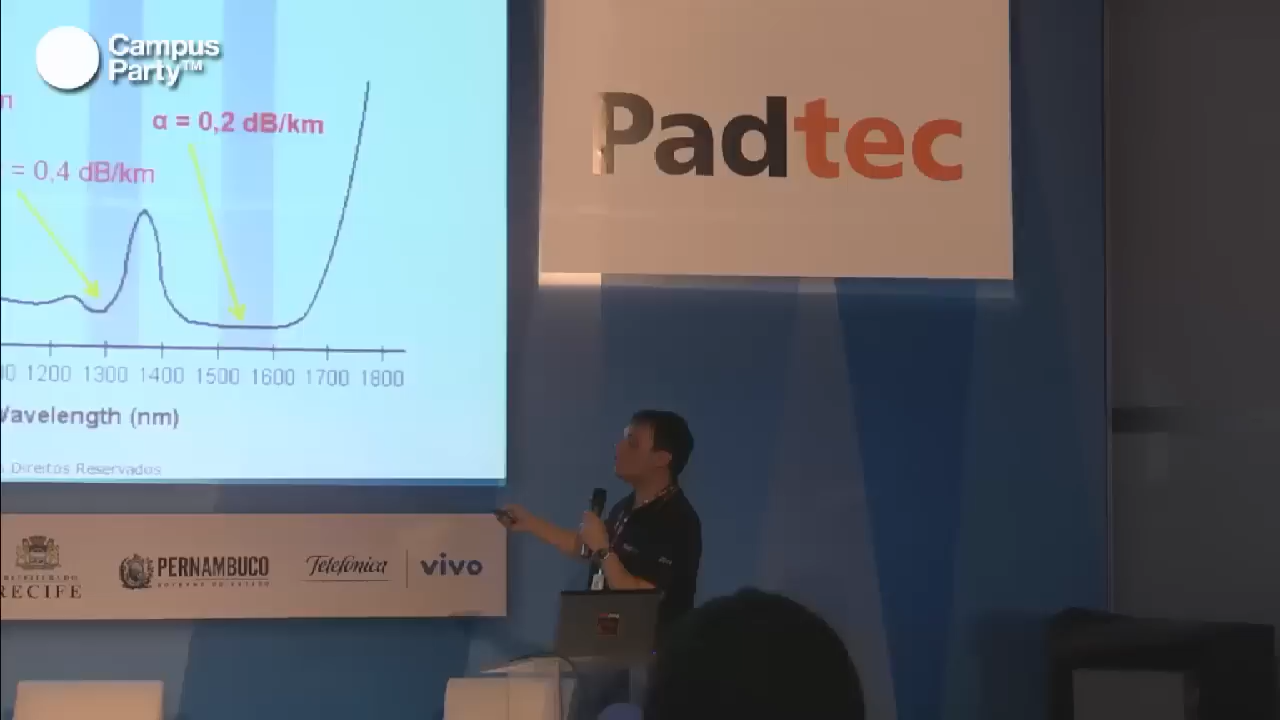 Campus
Party™
α = 0,2 dB/km
= 0,4 dB/km
Padtec
1200 1300 1400 1500 1600 1700 1800
Wavelength (nm)
Direitos Reservados
RECIFE
PERNAMBUCO
Telefónica
vivo